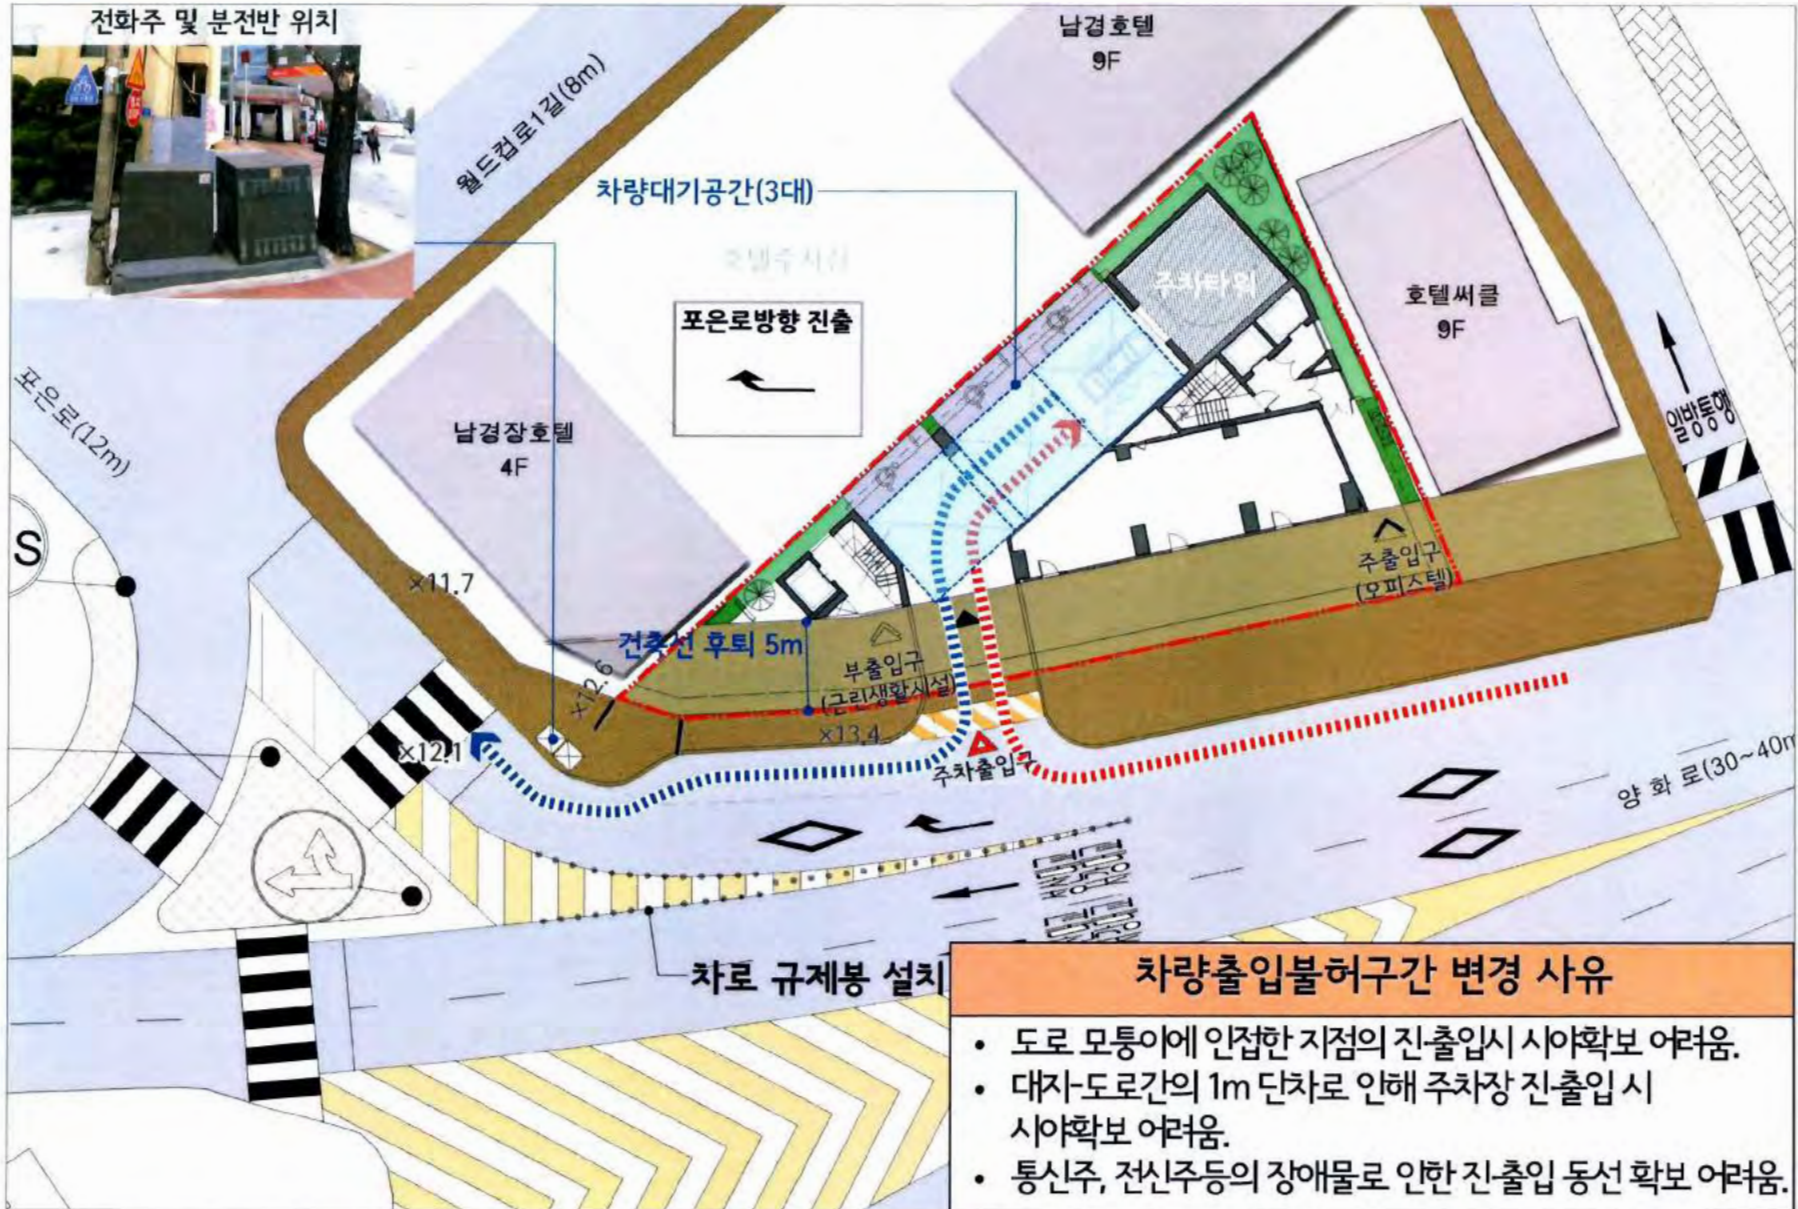 전화주 및 분전반 위치
월드컵로1길(8m)
남경호텔
9F
차량대기공간(3대)
호텔주차장
주차타워
호텔써클
9F
포은로방향 진출
일방통행
포은로(12m)
남경장호텔
4F
S
×11.7
주출입구
(오피스텔)
건축선 후퇴 5m
부출입구
(근린생활시설)
×12.6
×13.4
×12.1
주차출입구
양화로(30~40m
차로 규제봉 설치
차량출입불허구간 변경 사유
• 도로 모퉁이에 인접한 지점의 진·출입시 시야확보 어려움.
• 대지-도로간의 1m 단차로 인해 주차장 진·출입 시
시야확보 어려움.
• 통신주, 전신주등의 장애물로 인한 진·출입 동선 확보 어려움.